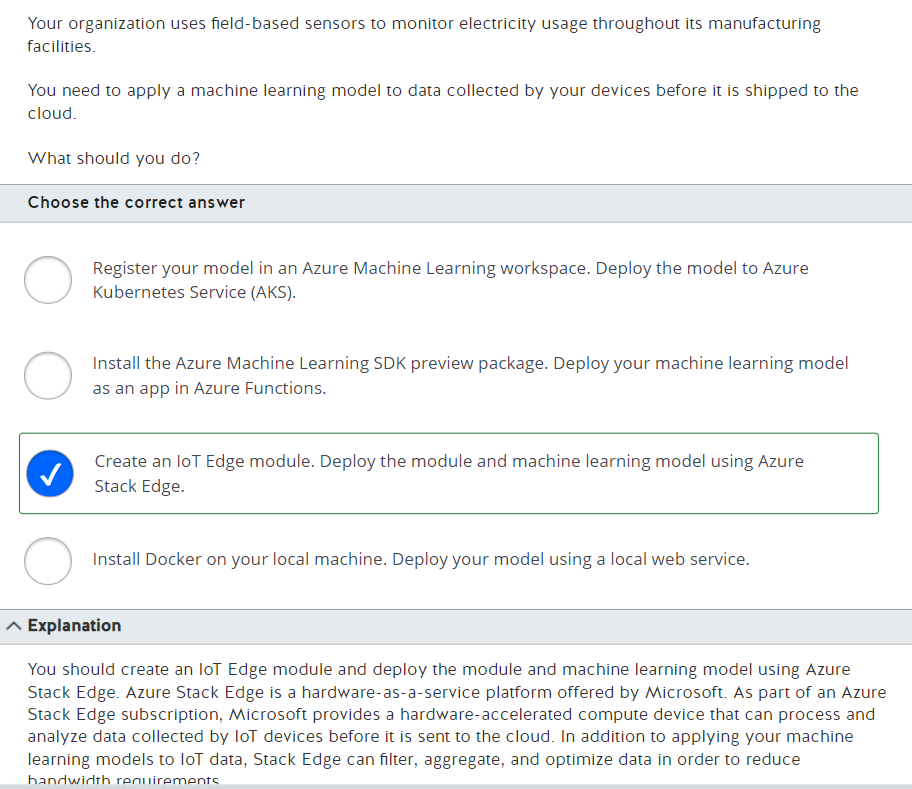 Your organization uses field-based sensors to monitor electricity usage throughout its manufacturing
facilities.
You need to apply a machine learning model to data collected by your devices before it is shipped to the
cloud.
What should you do?
Choose the correct answer
Register your model in an Azure Machine Learning workspace. Deploy the model to Azure
Kubernetes Service (AKS).
Install the Azure Machine Learning SDK preview package. Deploy your machine learning model
as an app in Azure Functions.
Create an IoT Edge module. Deploy the module and machine learning model using Azure
Stack Edge.
Install Docker on your local machine. Deploy your model using a local web service.
Explanation
You should create an IoT Edge module and deploy the module and machine learning model using Azure
Stack Edge. Azure Stack Edge is a hardware-as-a-service platform offered by Microsoft. As part of an Azure
Stack Edge subscription, Microsoft provides a hardware-accelerated compute device that can process and
analyze data collected by IoT devices before it is sent to the cloud. In addition to applying your machine
learning models to IoT data, Stack Edge can filter, aggregate, and optimize data in order to reduce
bandwidth requirements.